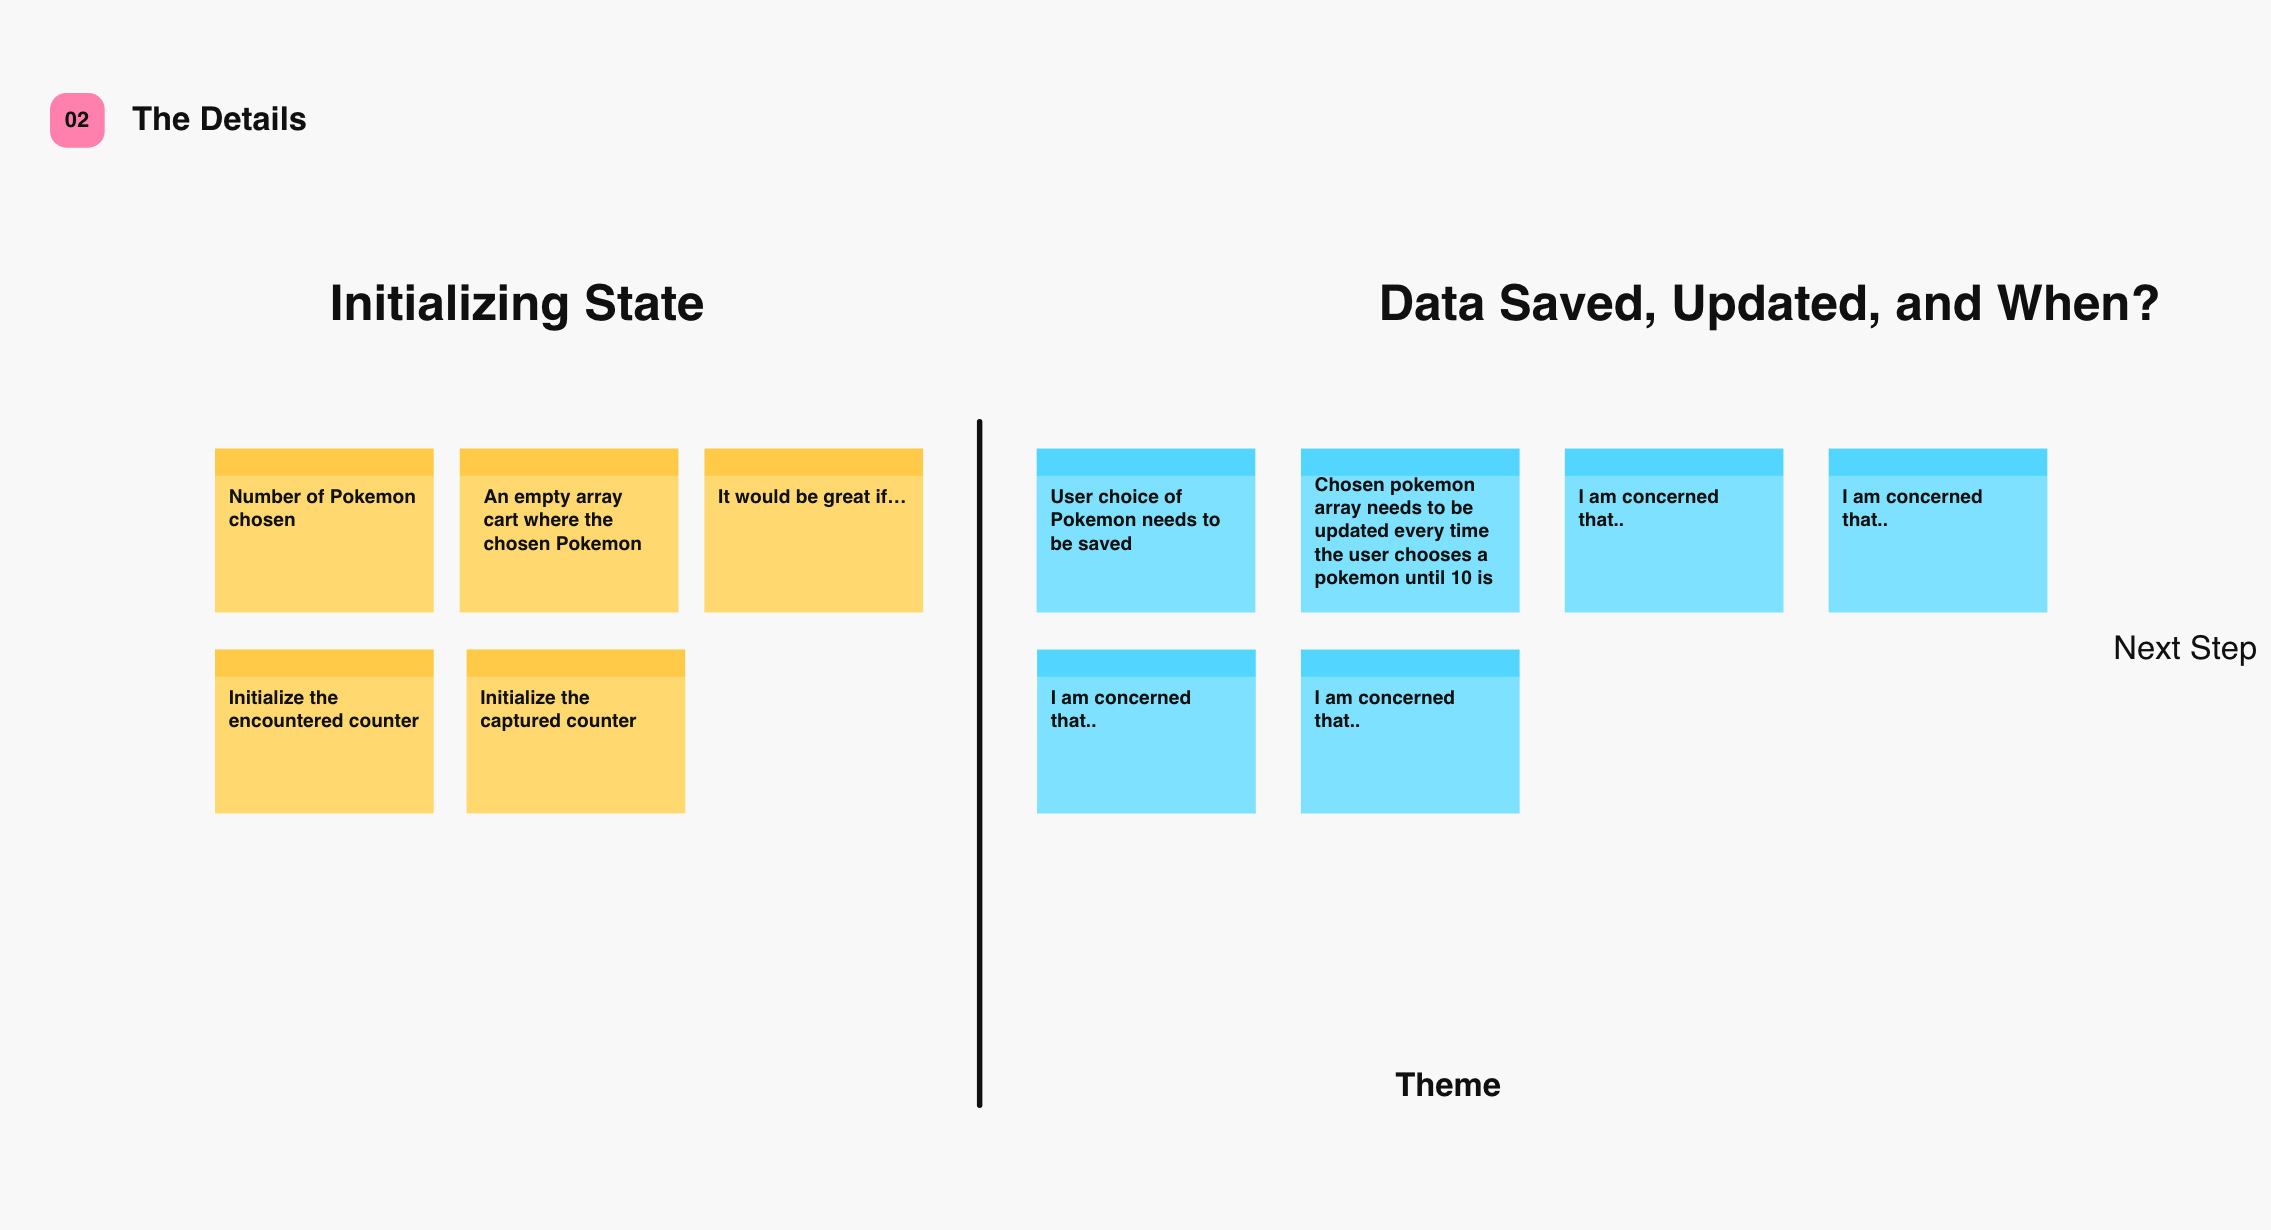 02
The Details
Initializing State
Data Saved, Updated, and When?
Number of Pokemon
chosen
An empty array
cart where the
chosen Pokemon
It would be great if...
Initialize the
encountered counter
Initialize the
captured counter
User choice of
Pokemon needs to
be saved
Chosen pokemon
array needs to be
updated every time
the user chooses a
pokemon until 10 is
I am concerned
that..
I am concerned
that..
I am concerned
that..
I am concerned
that..
Next Step
Theme